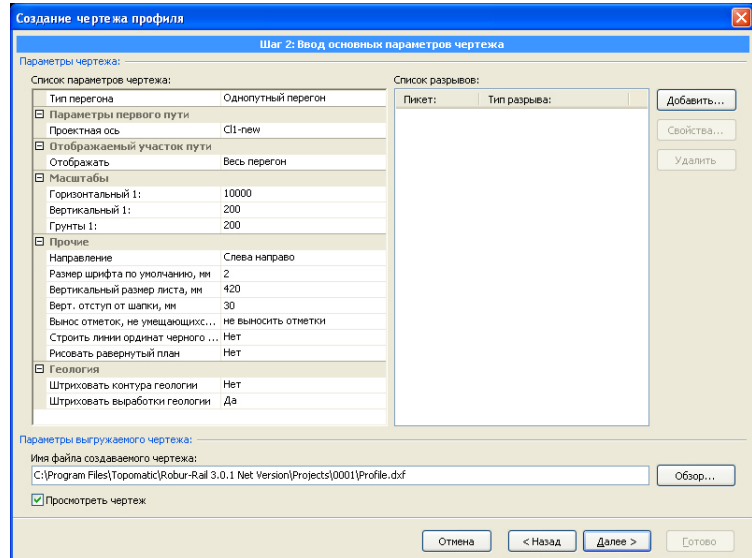 Создание чертежа профиля
Шаг 2: Ввод основных параметров чертежа
Параметры чертежа:
Список параметров чертежа:
Тип перегона Однопутный перегон
Параметры первого пути
Проектная ось Cl1-new
Отображаемый участок пути
Отображать Весь перегон
Масштабы
Горизонтальный 1: 10000
Вертикальный 1: 200
Грунты 1: 200
Прочие
Направление Слева направо
Размер шрифта по умолчанию, мм 2
Вертикальный размер листа, мм 420
Верт. отступ от шапки, мм 30
Вынос отметок, не умещающихс... не выносить отметки
Строить линии ординат черного ... Нет
Рисовать равернутый план Нет
Геология
Штриховать контура геологии Нет
Штриховать выработки геологии Да
Список разрывов:
Пикет: Тип разрыва:
Добавить...
Свойства...
Удалить
Параметры выгружаемого чертежа:
Имя файла создаваемого чертежа:
C:\Program Files\Topomatic\Robur-Rail 3.0.1 Net Version\Projects\0001\Profile.dxf
Обзор...
Просмотреть чертеж
Отмена
< Назад
Далее >
Готово